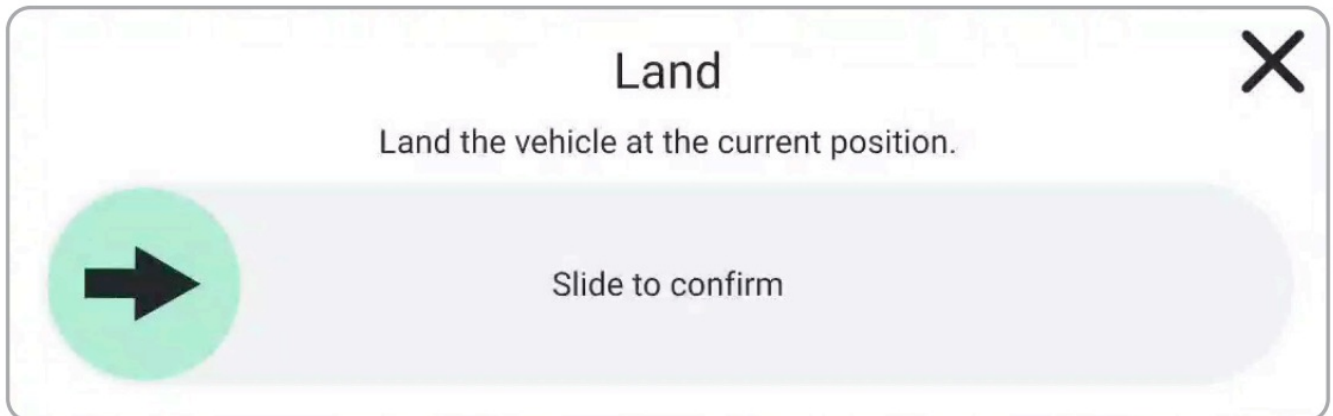 Land
Land the vehicle at the current position.
Slide to confirm